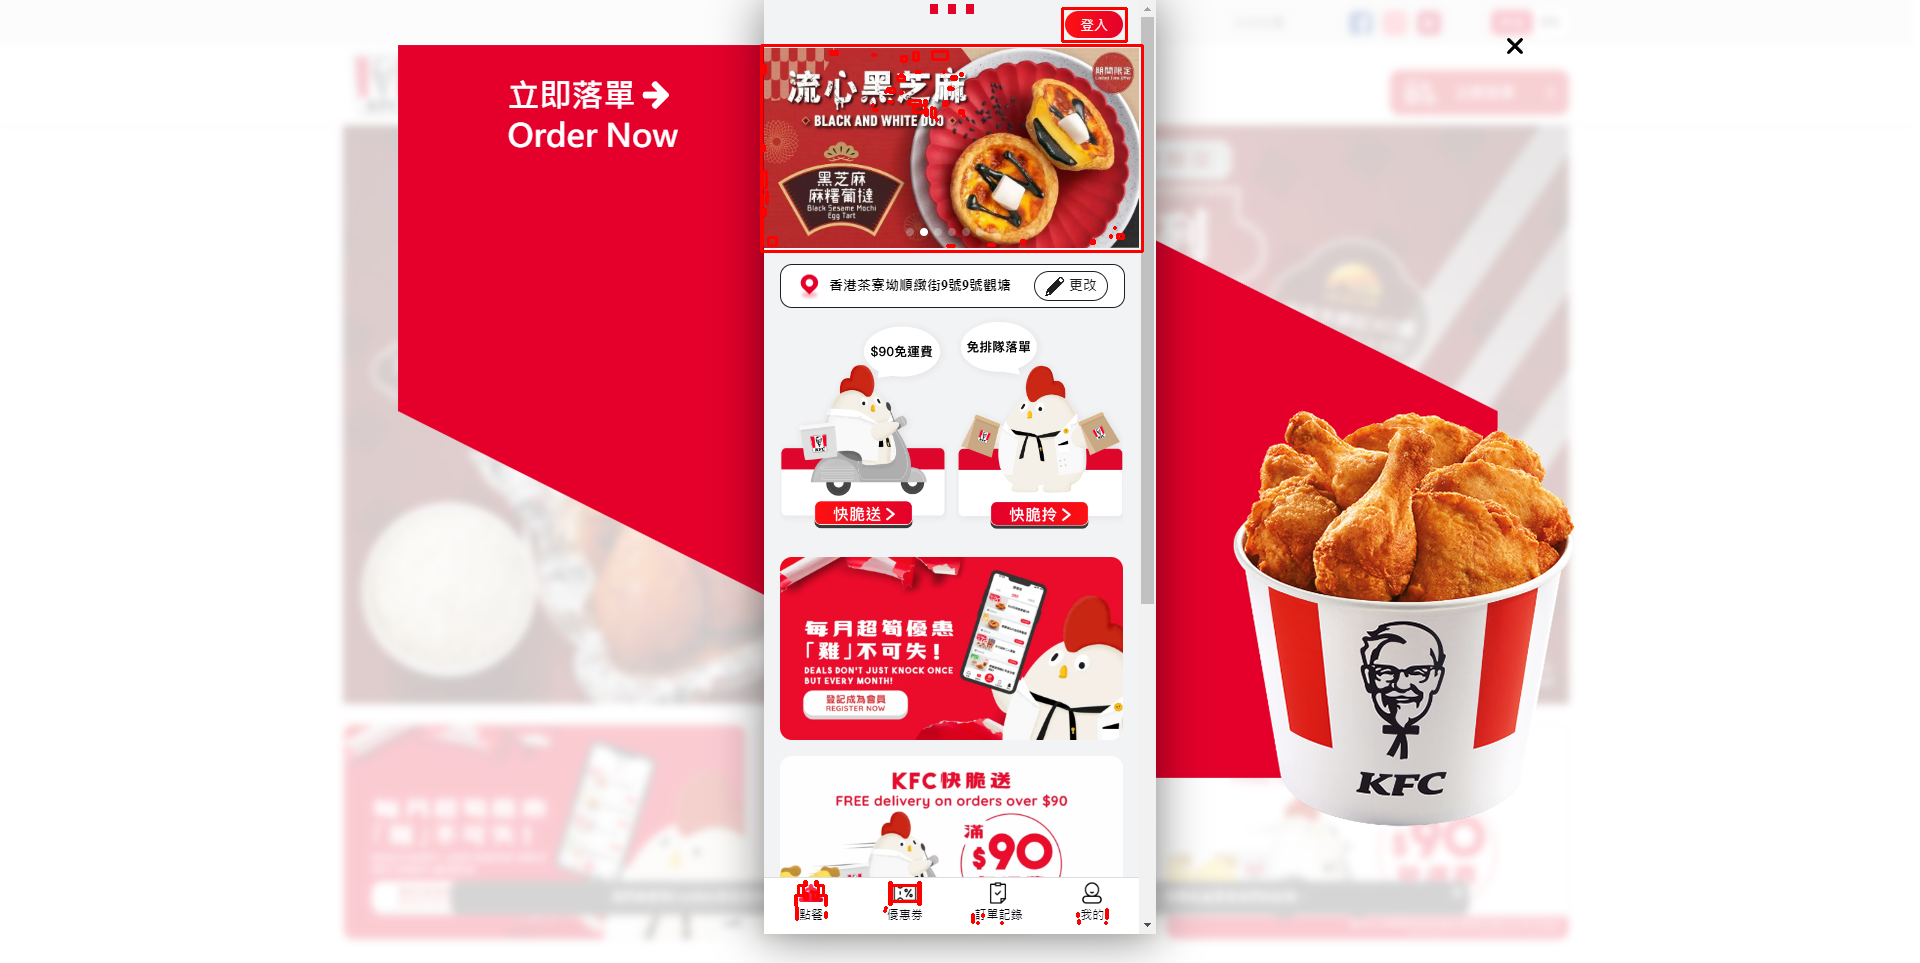 立即落單
Order Now
登入
期間限定
Limited Time Offer
流心黑芝麻
BLACK AND WHITE DUO
黑芝麻
麻糬葡撻
Black Sesame Mochi
Egg Tart
香港茶寮坳順緻街9號9號觀塘
更改
$90免運費
免排隊落單
KFC
快脆送 >
快脆拎 >
每月超筍優惠
「雞」不可失!
DEALS DON'T JUST KNOCK ONCE
BUT EVERY MONTH!
登記成為會員
REGISTER NOW
KFC快脆送
FREE delivery on orders over $90
滿
$90
點餐
優惠券
訂單記錄
我的
KFC